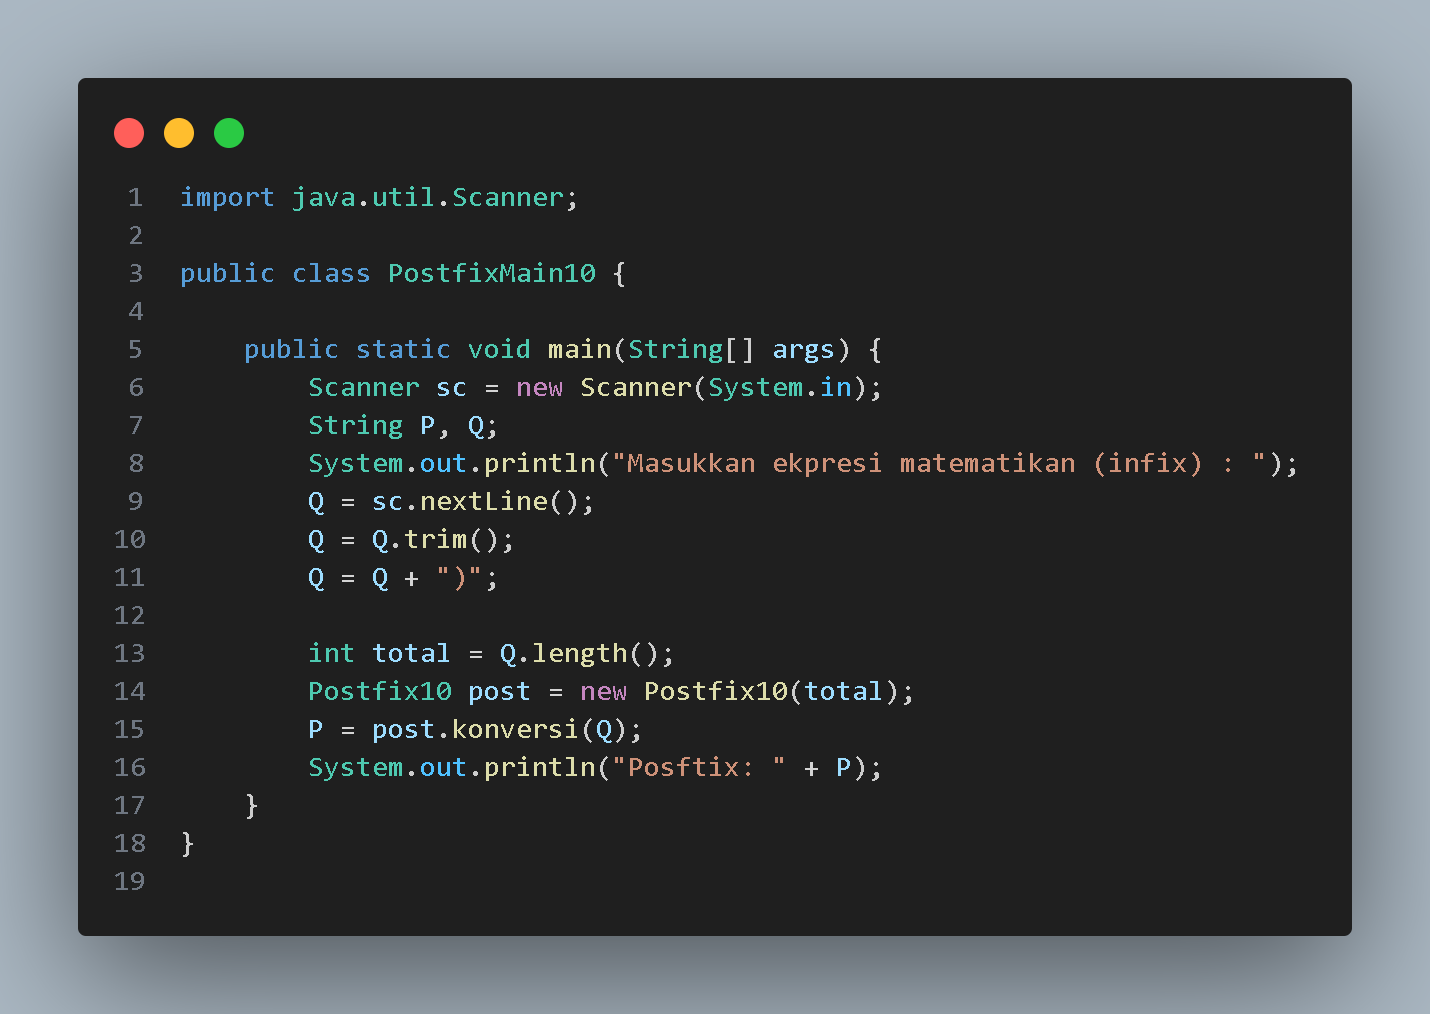 1 import java.util.Scanner;
2
3 public class PostfixMain10 {
4
5     public static void main(String[] args) {
6         Scanner sc = new Scanner(System.in);
7         String P, Q;
8         System.out.println("Masukkan ekpresi matematikan (infix) : ");
9         Q = sc.nextLine();
10         Q = Q.trim();
11         Q = Q + ")";
12
13         int total = Q.length();
14         Postfix10 post = new Postfix10(total);
15         P = post.konversi(Q);
16         System.out.println("Posftix: " + P);
17     }
18 }
19